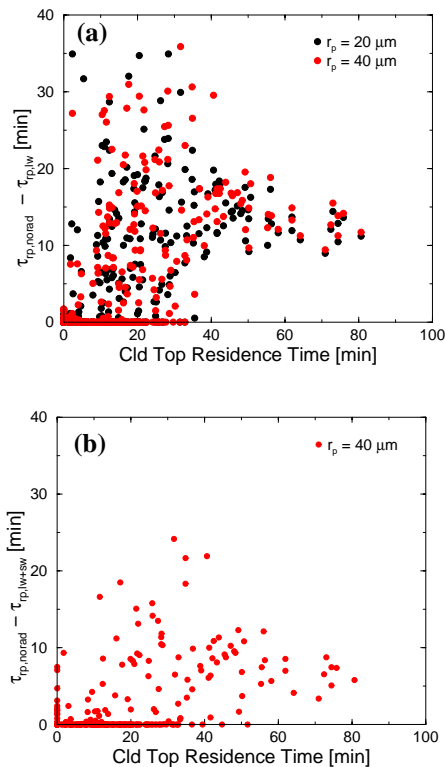 (a)
r_p = 20 μm
r_p = 40 μm
40
30
20
10
0
τ_rp,norad − τ_rp,lw [min]
0 20 40 60 80 100
Cld Top Residence Time [min]
(b)
r_p = 40 μm
40
30
20
10
0
τ_rp,norad − τ_rp,lw+sw [min]
0 20 40 60 80 100
Cld Top Residence Time [min]